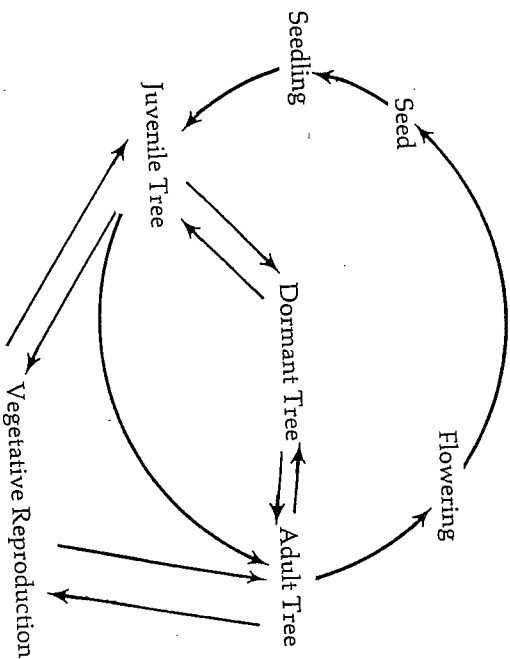 Flowering
Seed
Seedling
Juvenile Tree
Dormant Tree
Adult Tree
Vegetative Reproduction